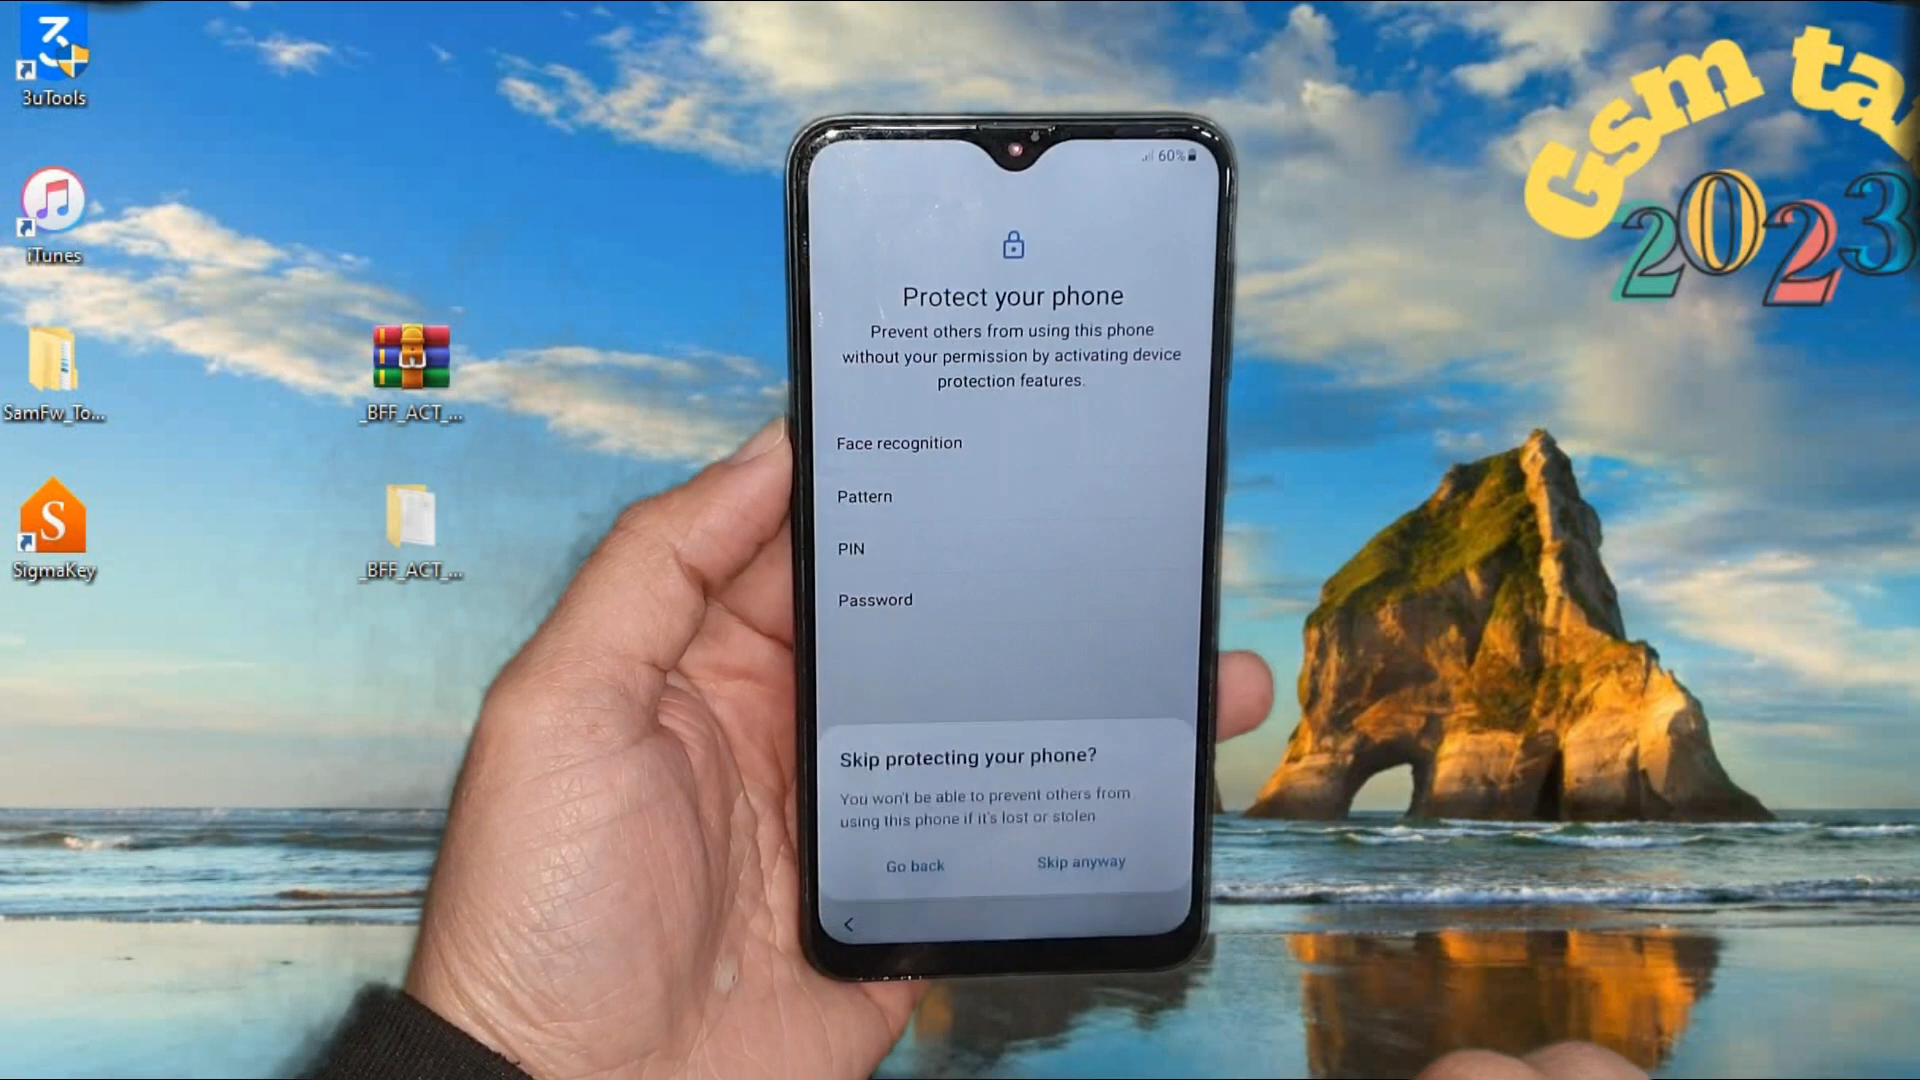 3uTools
iTunes
SamFw_To...
SigmaKey
S
_BFF_ACT_...
_BFF_ACT_...
Gsm ta
2023
60%
Protect your phone
Prevent others from using this phone
without your permission by activating device
protection features.
Face recognition
Pattern
PIN
Password
Skip protecting your phone?
You won't be able to prevent others from
using this phone if it's lost or stolen
Go back
Skip anyway